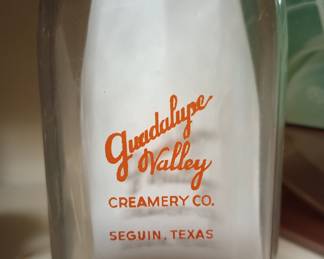 Guadalupe
Valley
CREAMERY CO.
SEGUIN, TEXAS